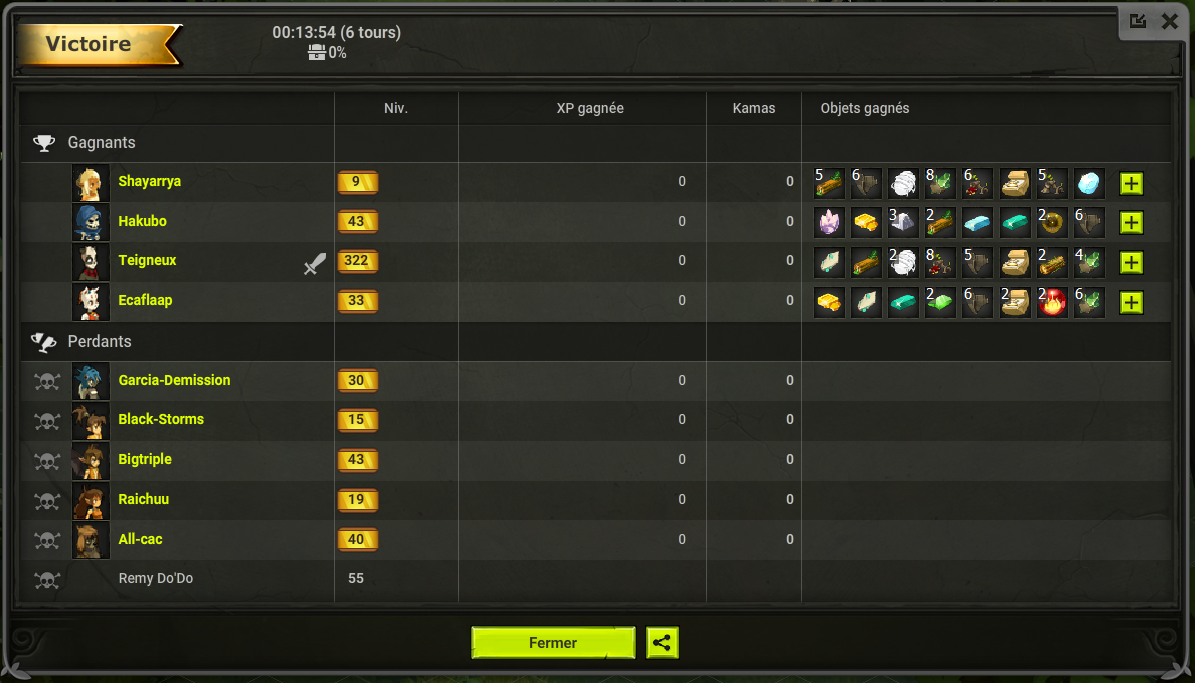 Victoire
00:13:54 (6 tours)
0%
Niv. XP gagnée Kamas Objets gagnés
Gagnants
Shayarrya 9 0 0 5 6 8 6 5
Hakubo 43 0 0 3 2 2 6
Teigneux 322 0 0 2 8 5 2 4
Ecaflaap 33 0 0 2 6 2 2 6
Perdants
Garcia-Demission 30 0 0
Black-Storms 15 0 0
Bigtriple 43 0 0
Raichuu 19 0 0
All-cac 40 0 0
Remy Do'Do 55
Fermer